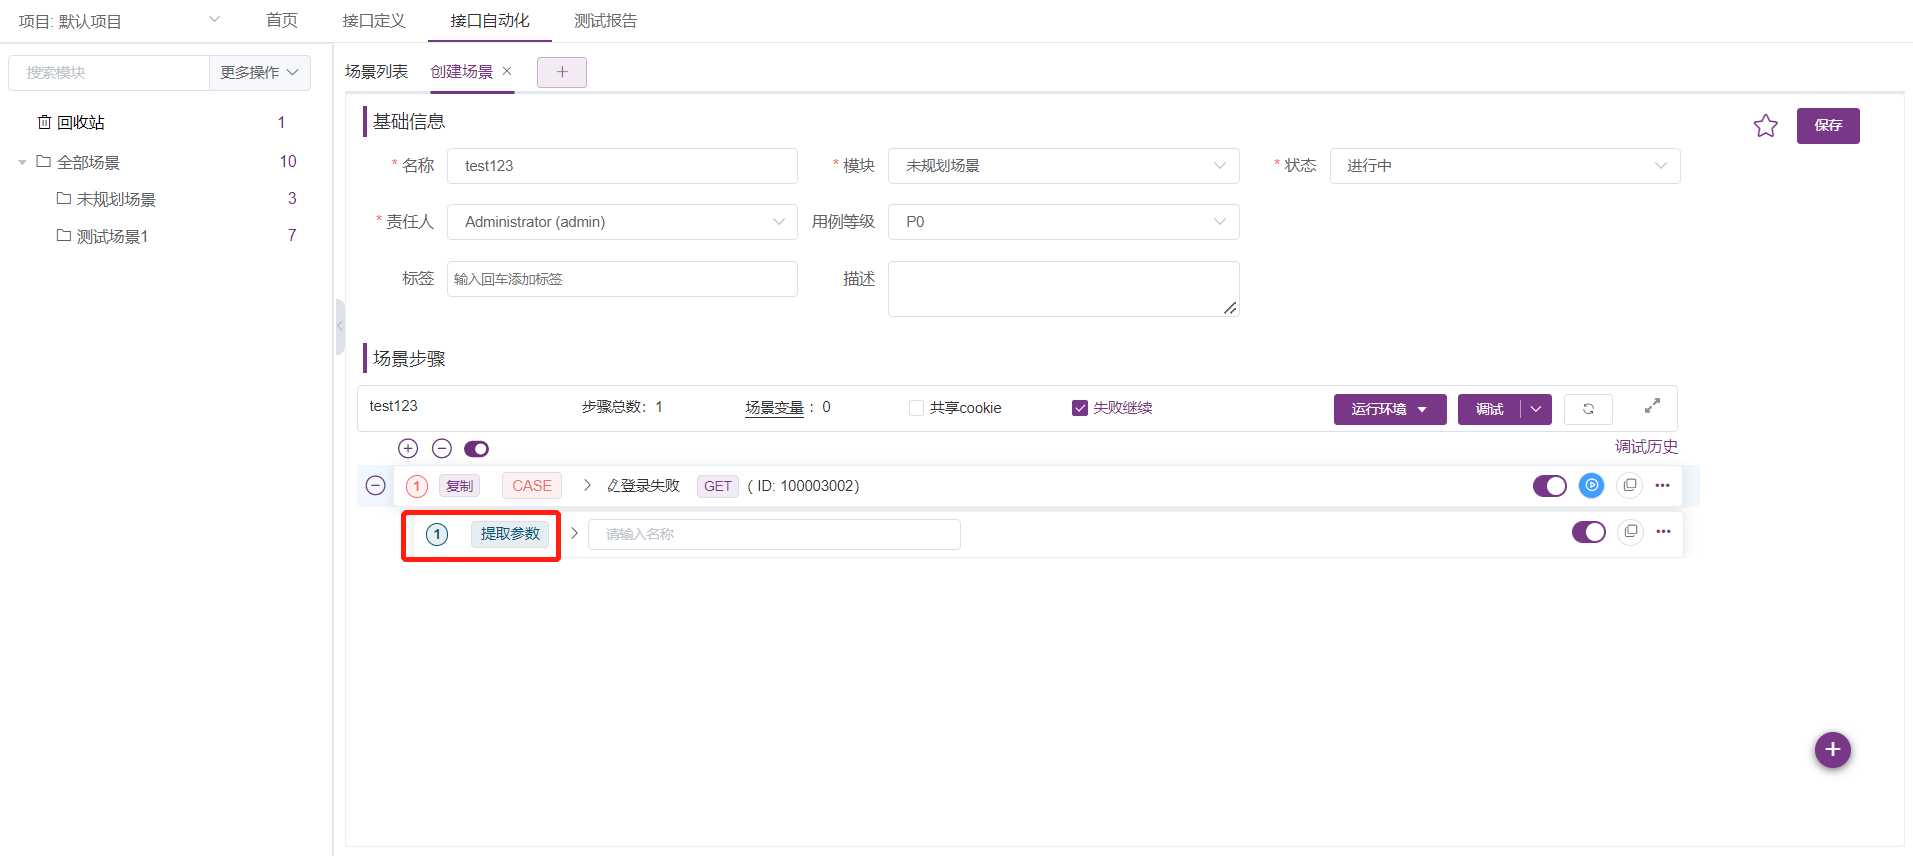 项目: 默认项目
首页
接口定义
接口自动化
测试报告
搜索模块
更多操作
回收站 1
全部场景 10
未规划场景 3
测试场景1 7
场景列表
创建场景
基础信息
保存
* 名称 test123
* 模块 未规划场景
* 状态 进行中
* 责任人 Administrator (admin)
用例等级 P0
标签 输入回车添加标签
描述
场景步骤
test123
步骤总数: 1
场景变量 : 0
共享cookie
失败继续
运行环境
调试
调试历史
1 复制 CASE 登录失败 GET ( ID: 100003002)
1 提取参数 请输入名称